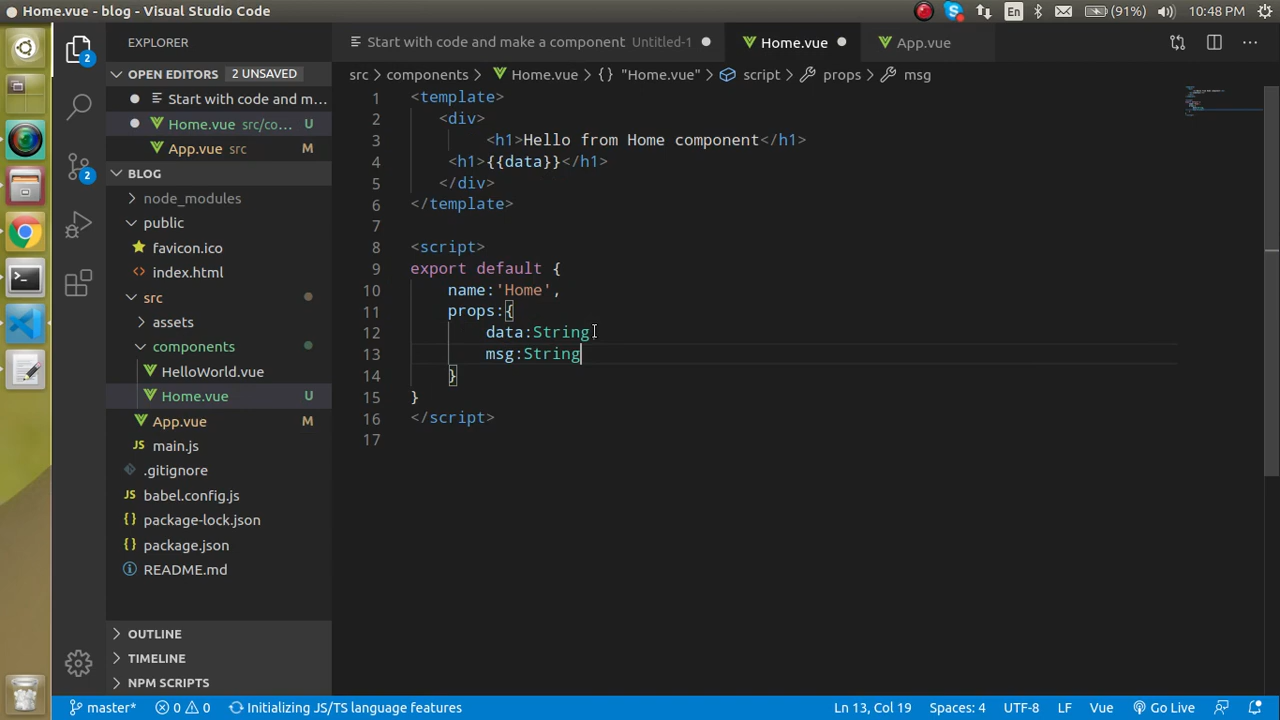 Home.vue - blog - Visual Studio Code
En (91%) 10:48 PM
EXPLORER
Start with code and make a component Untitled-1
Home.vue
App.vue
2
OPEN EDITORS 2 UNSAVED
Start with code and m...
Home.vue src/co... U
App.vue src M
2
BLOG
node_modules
public
favicon.ico
index.html
src
assets
components
HelloWorld.vue
Home.vue U
App.vue M
main.js
.gitignore
babel.config.js
package-lock.json
package.json
README.md
OUTLINE
TIMELINE
NPM SCRIPTS
src > components > Home.vue > {} "Home.vue" > script > props > msg
1 <template>
2 <div>
3 <h1>Hello from Home component</h1>
4 <h1>{{data}}</h1>
5 </div>
6 </template>
7
8 <script>
9 export default {
10 name:'Home',
11 props:{
12 data:String
13 msg:String
14 }
15 }
16 </script>
17
master* 0 0 Initializing JS/TS language features Ln 13, Col 19 Spaces: 4 UTF-8 LF Vue Go Live